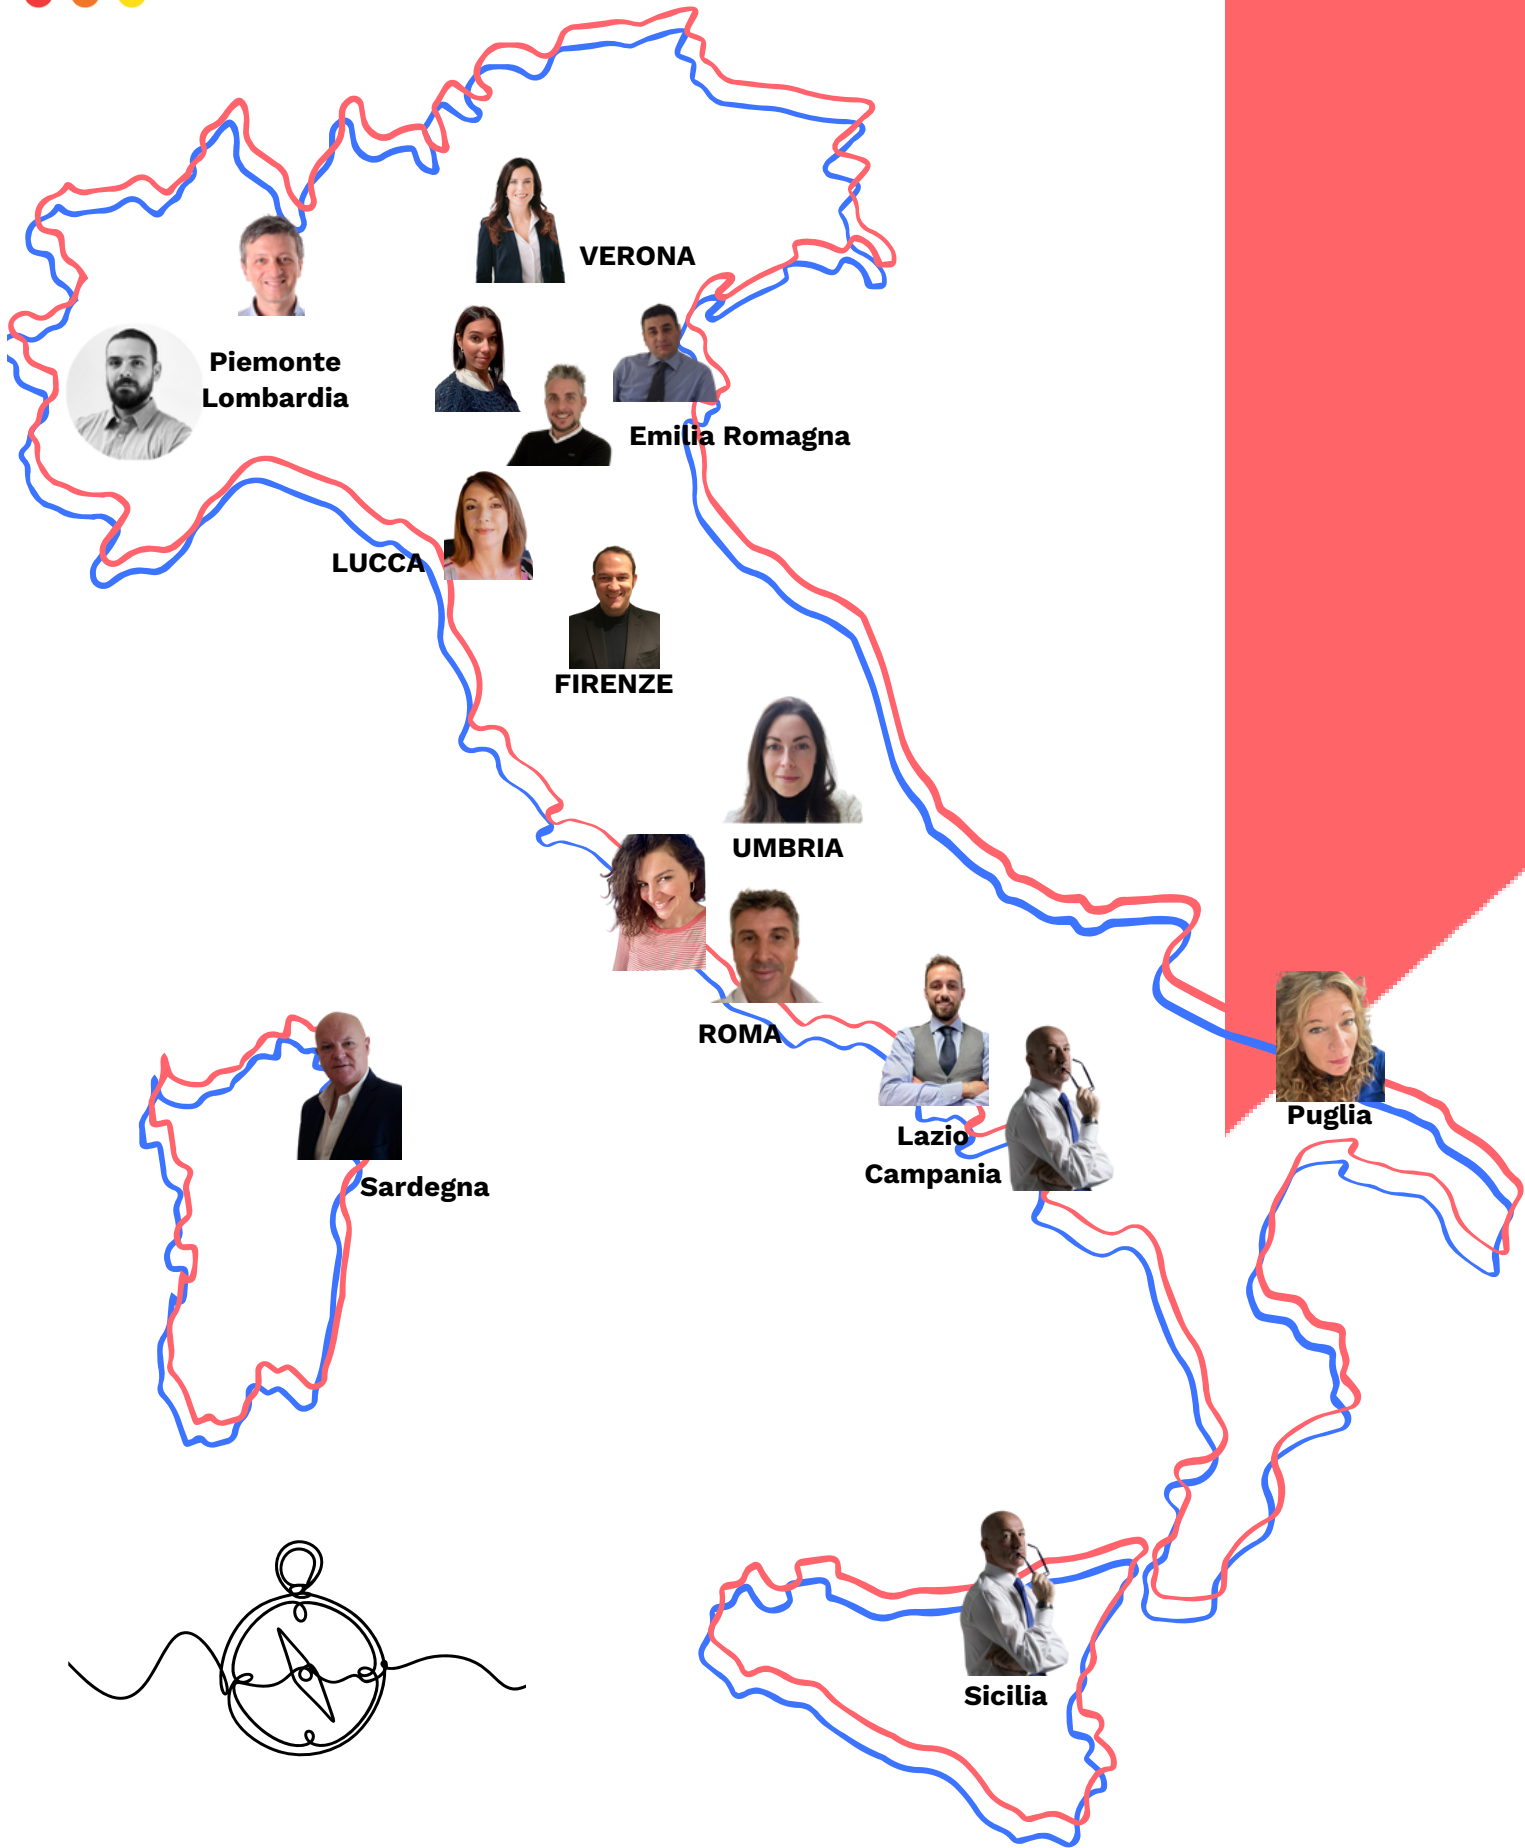 VERONA
Piemonte
Lombardia
Emilia Romagna
LUCCA
FIRENZE
UMBRIA
ROMA
Lazio
Campania
Puglia
Sardegna
Sicilia